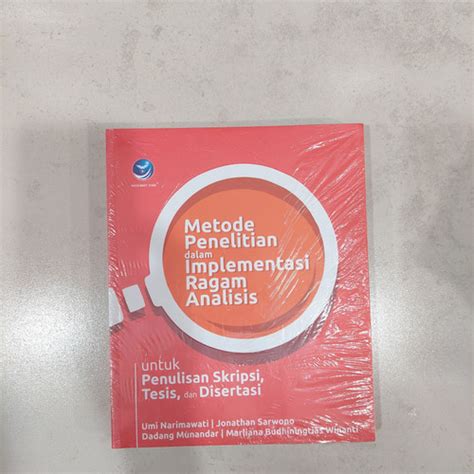 Metode
Penelitian
dalam
Implementasi
Ragam
Analisis
untuk
Penulisan Skripsi,
Tesis, dan Disertasi
Umi Narimawati | Jonathan Sarwono
Dadang Munandar | Marliana Budhiningtias Winanti